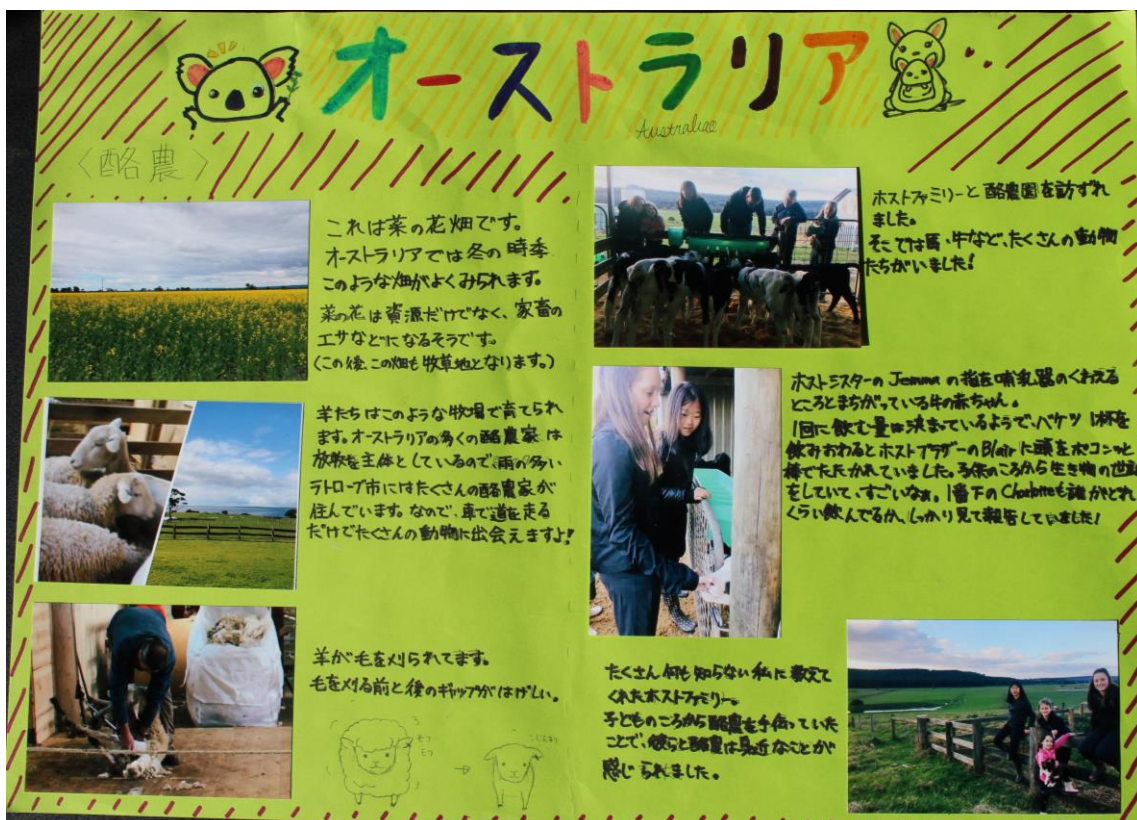 オーストラリア
Australiae
〈酪農〉
これは菜の花畑です。
オーストラリアでは冬の時季
このような畑がよくみられます。
菜の花は資源だけでなく、家畜の
エサなどになるそうです。
(この後、この畑も牧草地となります。)
羊たちはこのような牧場で育てられ
ます。オーストラリアの多くの酪農家は
放牧を主体としているので、雨の多い
ラトローブ市にはたくさんの酪農家が
住んでいます。なので、車で道を走る
だけでたくさんの動物に出会えますよ!
羊が毛を刈られてます。
毛を刈る前と後のギャップがはげしい。
モコ
こじんまり
ホストファミリーと酪農園を訪ずれ
ました。
そこでは馬、牛など、たくさんの動物
たちがいました!
ホストシスターのJemmaの指を哺乳器のくわえる
ところとまちがっている牛の赤ちゃん。
1回に飲む量は決まっているようで、バケツ1杯を
飲みおわるとホストブラザーのBlairに頭をポコンッと
棒でたたかれていました。子供のころから生き物の世話
をしていて、すごいなぁ。1番下のCharlotteも誰がどれ
くらい飲んでるか、しっかり見て報告していました!
たくさん何も知らない私に教えて
くれたホストファミリー。
子どものころから酪農を手伝っていた
ことで、彼らと酪農は身近なことが
感じられました。